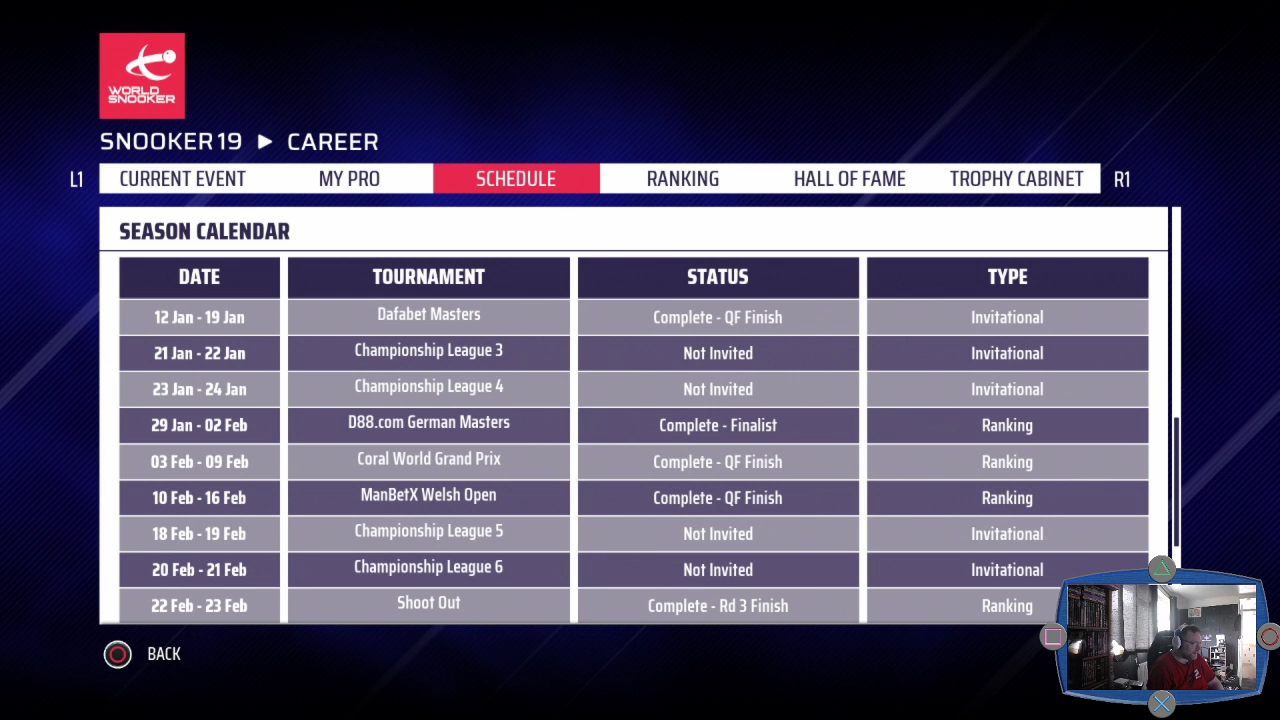 WORLD
SNOOKER
SNOOKER 19 ► CAREER
L1 CURRENT EVENT MY PRO SCHEDULE RANKING HALL OF FAME TROPHY CABINET R1
SEASON CALENDAR
DATE TOURNAMENT STATUS TYPE
12 Jan - 19 Jan Dafabet Masters Complete - QF Finish Invitational
21 Jan - 22 Jan Championship League 3 Not Invited Invitational
23 Jan - 24 Jan Championship League 4 Not Invited Invitational
29 Jan - 02 Feb D88.com German Masters Complete - Finalist Ranking
03 Feb - 09 Feb Coral World Grand Prix Complete - QF Finish Ranking
10 Feb - 16 Feb ManBetX Welsh Open Complete - QF Finish Ranking
18 Feb - 19 Feb Championship League 5 Not Invited Invitational
20 Feb - 21 Feb Championship League 6 Not Invited Invitational
22 Feb - 23 Feb Shoot Out Complete - Rd 3 Finish Ranking
BACK